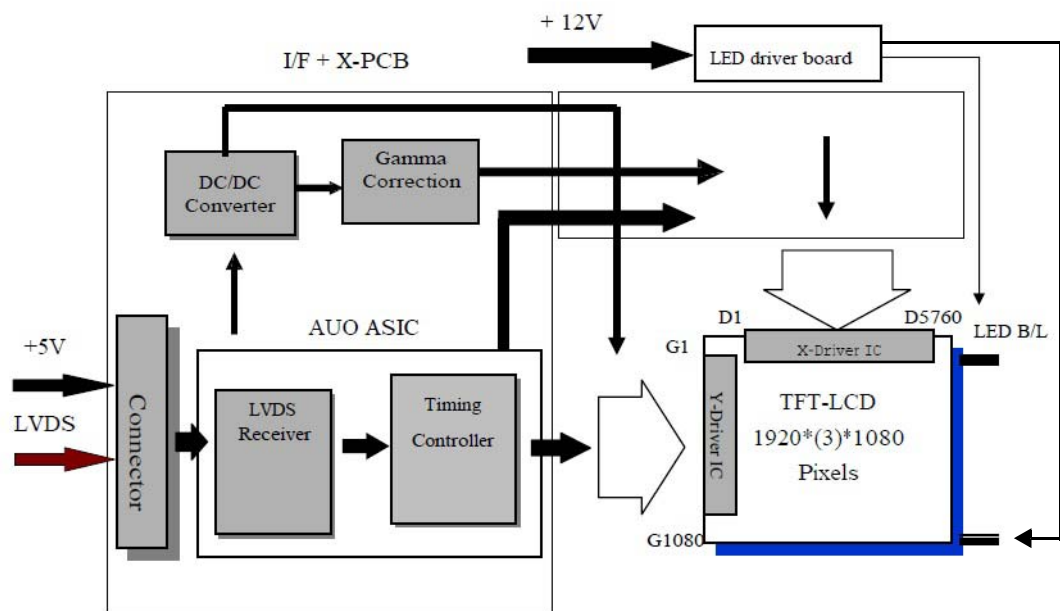 + 12V
LED driver board
I/F + X-PCB
DC/DC
Converter
Gamma
Correction
AUO ASIC
+5V
LVDS
Connector
LVDS
Receiver
Timing
Controller
D1
D5760
LED B/L
G1
X-Driver IC
Y-Driver IC
TFT-LCD
1920*(3)*1080
Pixels
G1080